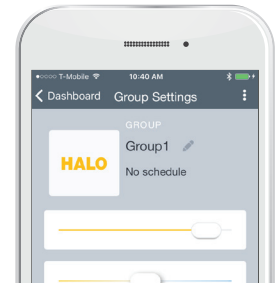 T-Mobile 10:40 AM
Dashboard Group Settings
GROUP
Group1
HALO
No schedule